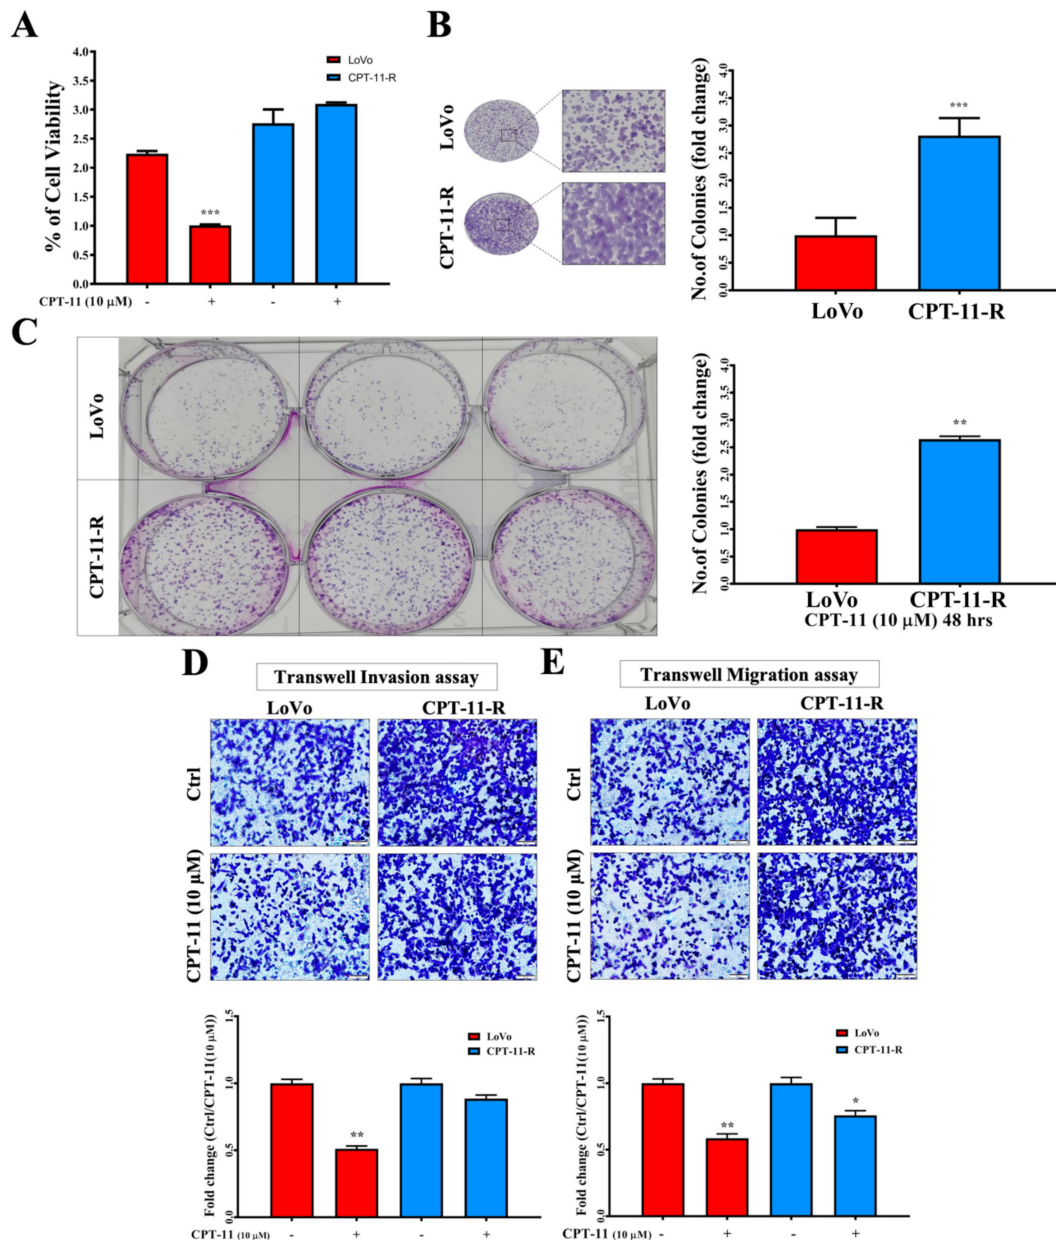 A
4.0
3.5
3.0
2.5
2.0
1.5
1.0
0.5
0.0
% of Cell Viability
LoVo
CPT-11-R
***
CPT-11 (10 μM)
- + - +
B
LoVo
CPT-11-R
No.of Colonies (fold change)
4.0
3.5
3.0
2.5
2.0
1.5
1.0
0.5
0.0
***
LoVo CPT-11-R
C
LoVo
CPT-11-R
No.of Colonies (fold change)
4.0
3.5
3.0
2.5
2.0
1.5
1.0
0.5
0.0
**
LoVo CPT-11-R
CPT-11 (10 μM) 48 hrs
D
Transwell Invasion assay
LoVo CPT-11-R
Ctrl
CPT-11 (10 μM)
Fold change (Ctrl/CPT-11(10 μM))
1.5
1.0
0.5
0.0
LoVo
CPT-11-R
**
CPT-11 (10 μM) - + - +
E
Transwell Migration assay
LoVo CPT-11-R
Ctrl
CPT-11 (10 μM)
Fold change (Ctrl/CPT-11(10 μM))
1.5
1.0
0.5
0.0
LoVo
CPT-11-R
**
*
CPT-11 (10 μM) - + - +